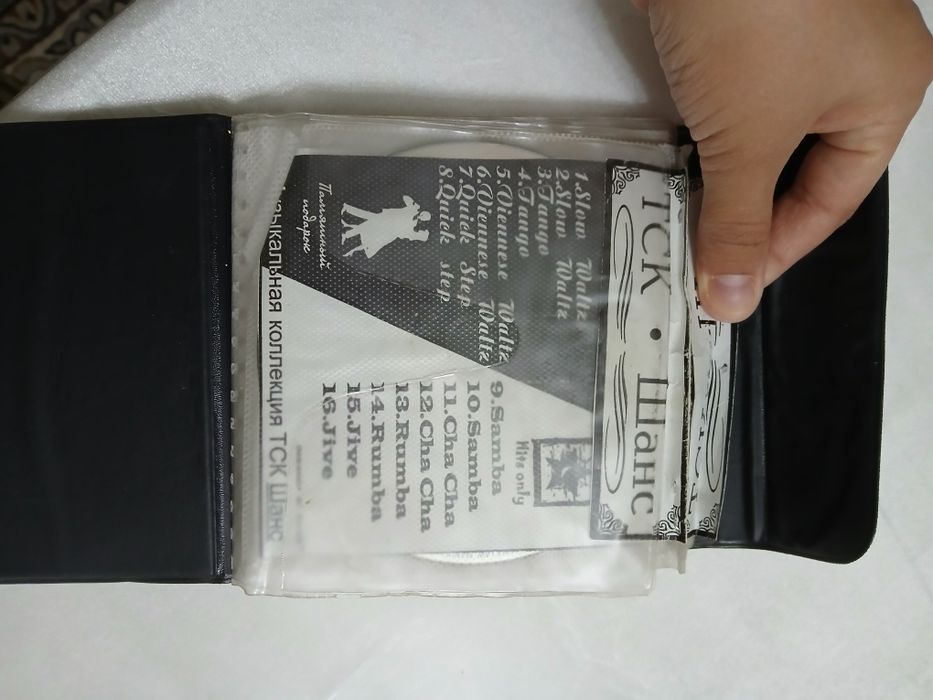 ТСК • Шанс
1.Slow Waltz
2.Slow Waltz
3.Tango
4.Tango
5.Viennese Waltz
6.Viennese Waltz
7.Quick Step
8.Quick step
Памятный
подарок
Hits only
9.Samba
10.Samba
11.Cha Cha
12.Cha Cha
13.Rumba
14.Rumba
15.Jive
16.Jive
коллекция ТСК Шанс